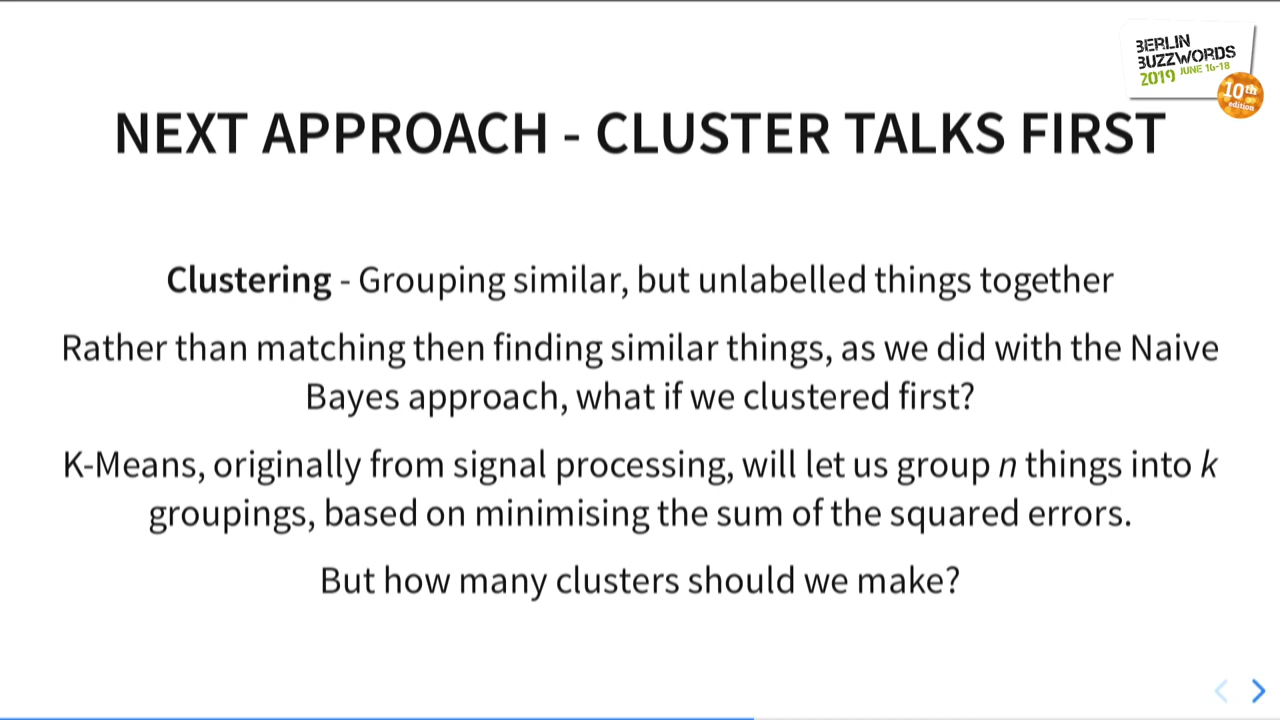 BERLIN
BUZZWORDS
2019 JUNE 16-18
10th
edition
NEXT APPROACH - CLUSTER TALKS FIRST
Clustering - Grouping similar, but unlabelled things together
Rather than matching then finding similar things, as we did with the Naive
Bayes approach, what if we clustered first?
K-Means, originally from signal processing, will let us group n things into k
groupings, based on minimising the sum of the squared errors.
But how many clusters should we make?